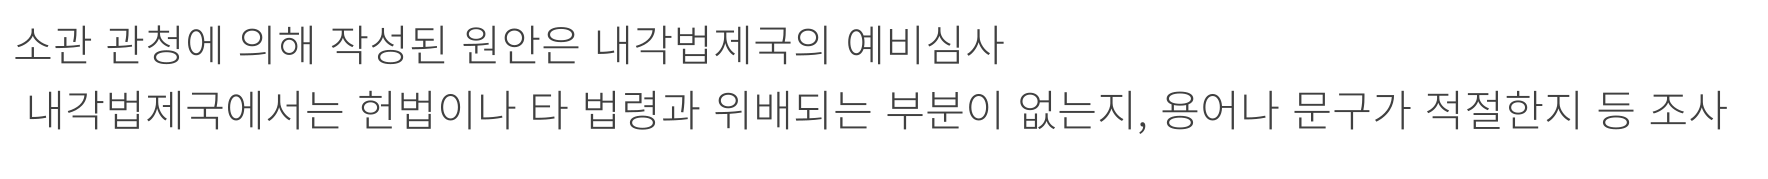 소관 관청에 의해 작성된 원안은 내각법제국의 예비심사
내각법제국에서는 헌법이나 타 법령과 위배되는 부분이 없는지, 용어나 문구가 적절한지 등 조사